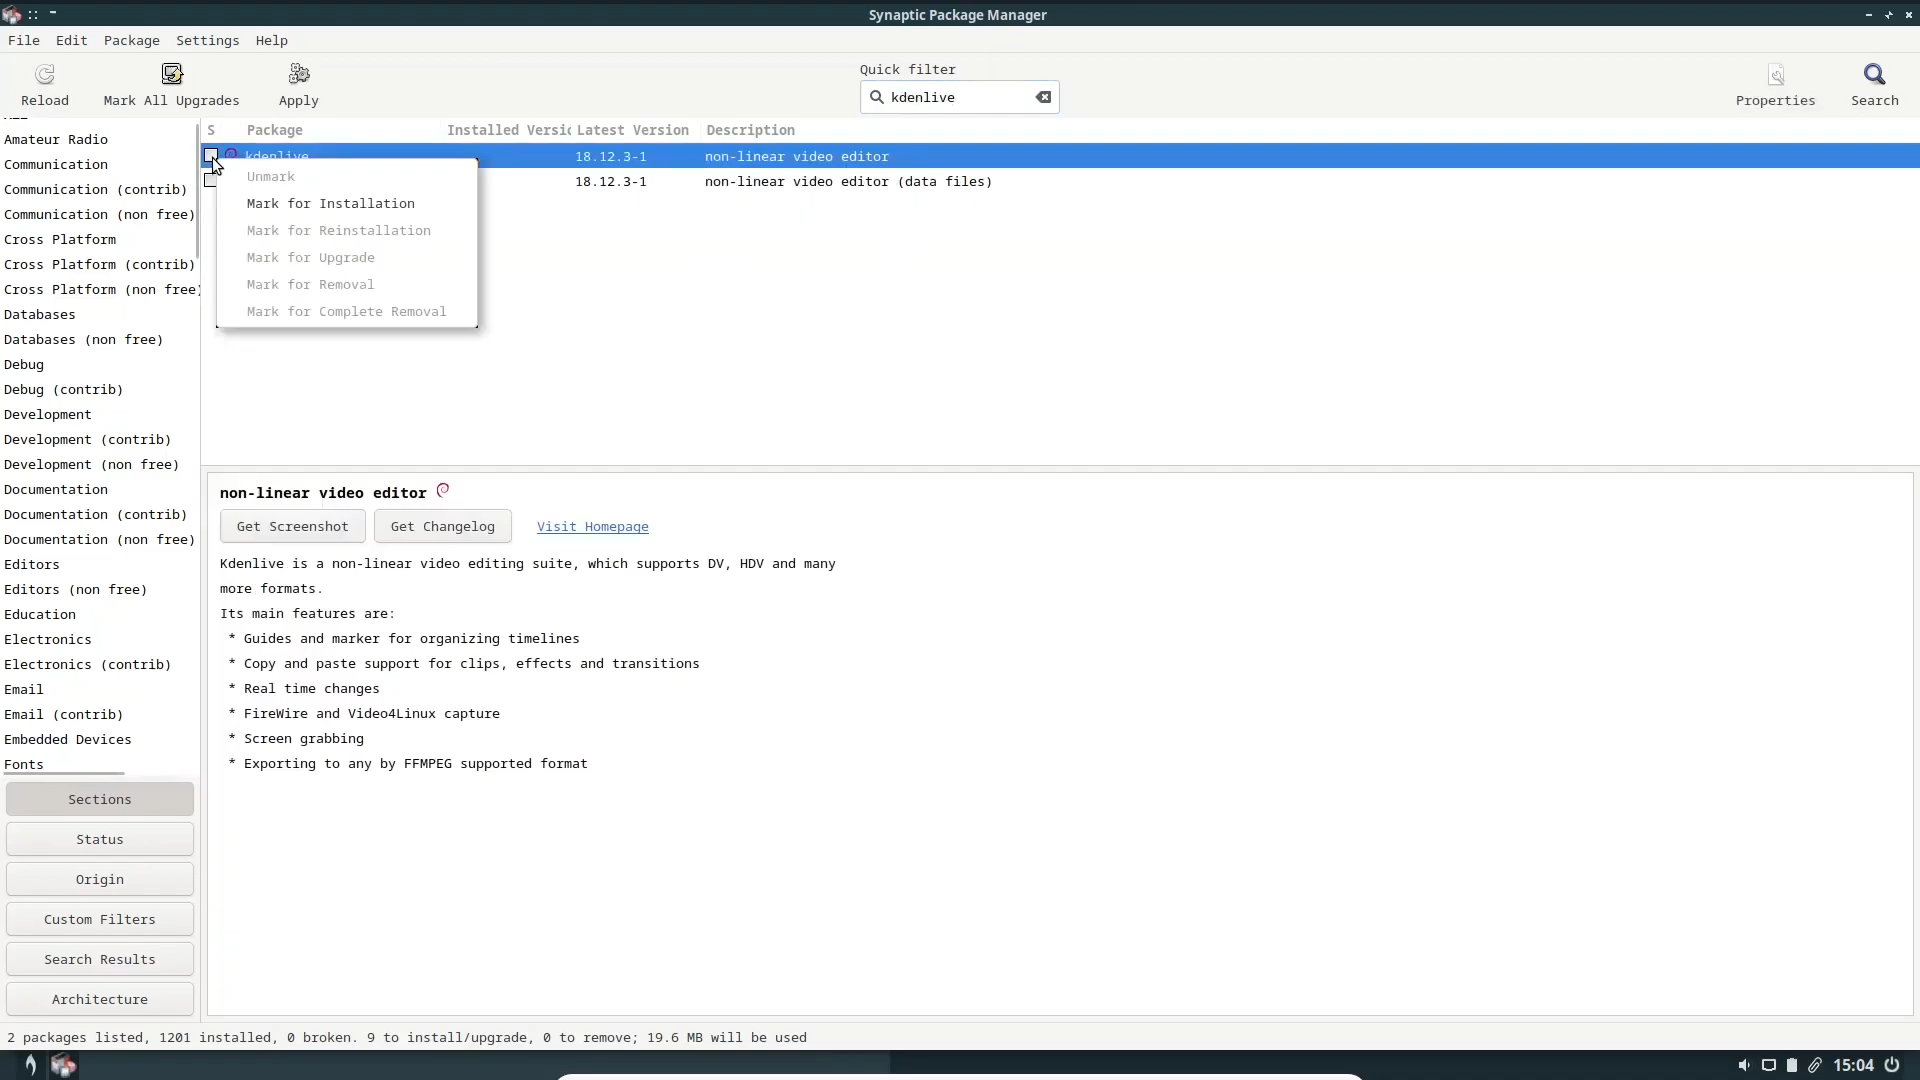 Synaptic Package Manager
File Edit Package Settings Help
Quick filter
Reload Mark All Upgrades Apply kdenlive Properties Search
S Package Installed Versic Latest Version Description
kdenlive 18.12.3-1 non-linear video editor
18.12.3-1 non-linear video editor (data files)
Unmark
Mark for Installation
Mark for Reinstallation
Mark for Upgrade
Mark for Removal
Mark for Complete Removal
Amateur Radio
Communication
Communication (contrib)
Communication (non free)
Cross Platform
Cross Platform (contrib)
Cross Platform (non free)
Databases
Databases (non free)
Debug
Debug (contrib)
Development
Development (contrib)
Development (non free)
Documentation
Documentation (contrib)
Documentation (non free)
Editors
Editors (non free)
Education
Electronics
Electronics (contrib)
Email
Email (contrib)
Embedded Devices
Fonts
Sections
Status
Origin
Custom Filters
Search Results
Architecture
non-linear video editor
Get Screenshot Get Changelog Visit Homepage
Kdenlive is a non-linear video editing suite, which supports DV, HDV and many
more formats.
Its main features are:
* Guides and marker for organizing timelines
* Copy and paste support for clips, effects and transitions
* Real time changes
* FireWire and Video4Linux capture
* Screen grabbing
* Exporting to any by FFMPEG supported format
2 packages listed, 1201 installed, 0 broken. 9 to install/upgrade, 0 to remove; 19.6 MB will be used
15:04